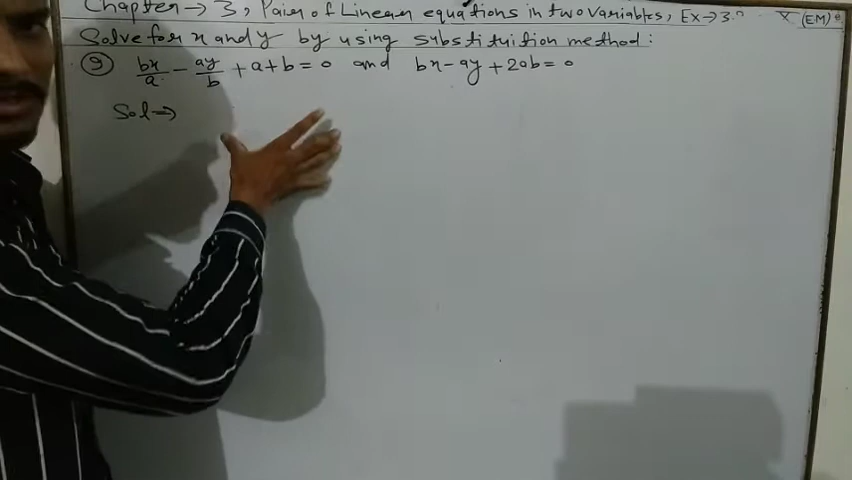 Chapter → 3, Pair of Linear equations in two variables, Ex → 3. X (EM)
Solve for x and y by using substituition method :
9 bx/a - ay/b + a + b = 0 and bx - ay + 2ab = 0
Sol →